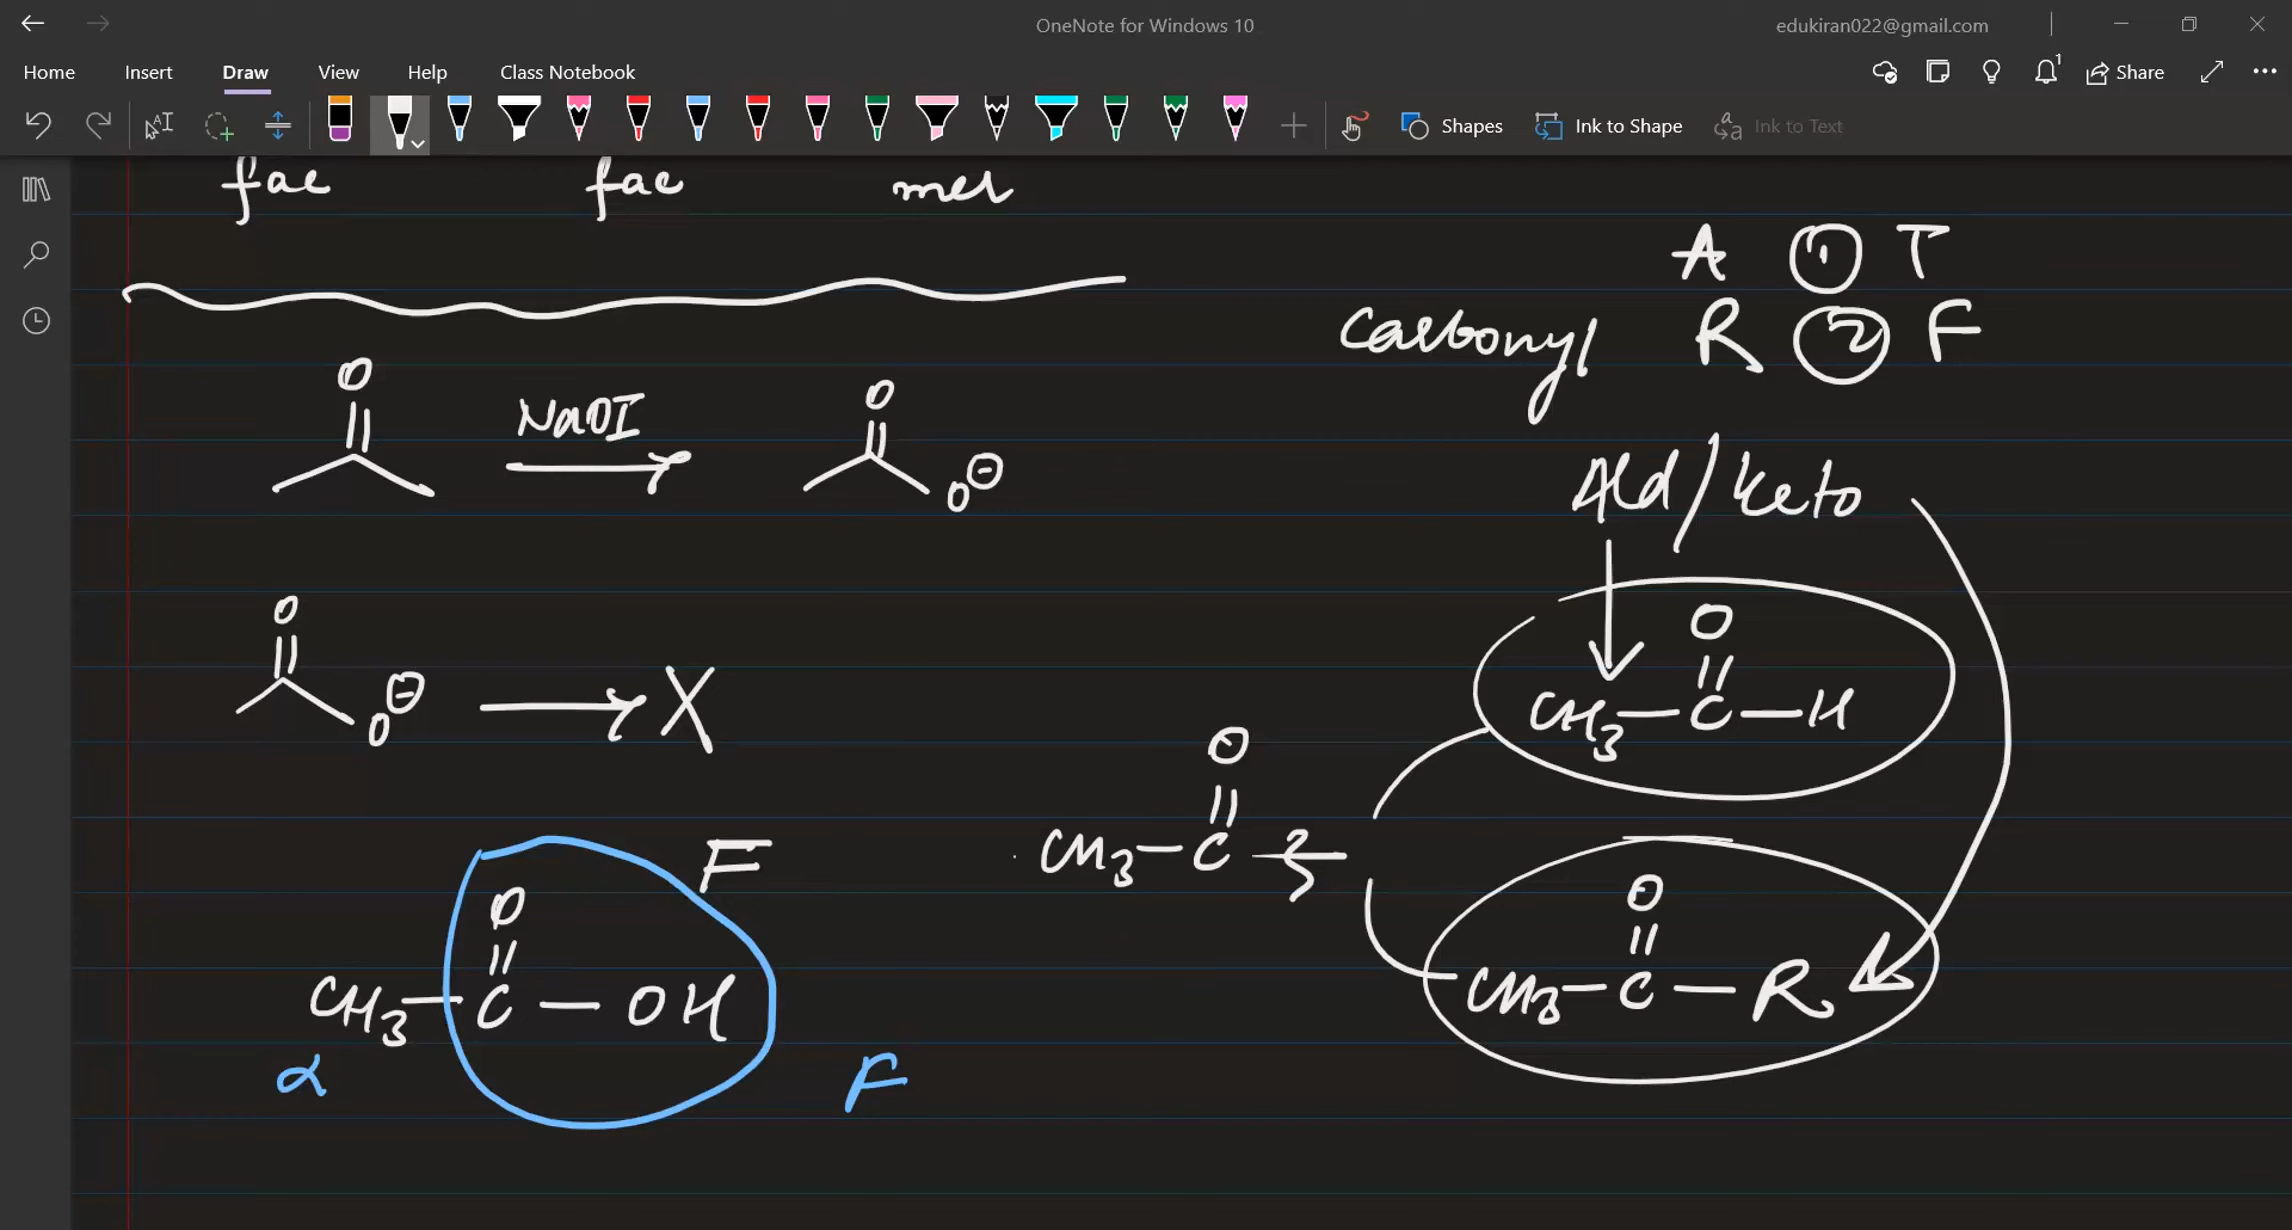 OneNote for Windows 10
edukiran022@gmail.com
Home Insert Draw View Help Class Notebook
1 Share
Shapes Ink to Shape Ink to Text
fac fac mer
A 1 T
Carbonyl R 2 F
O NaOI O
O⊖
Ald/keto
O
O⊖ → X
O
CH3—C—H
O
CH3—C—
F
O
CH3—C—R
O
CH3—C—OH
α F